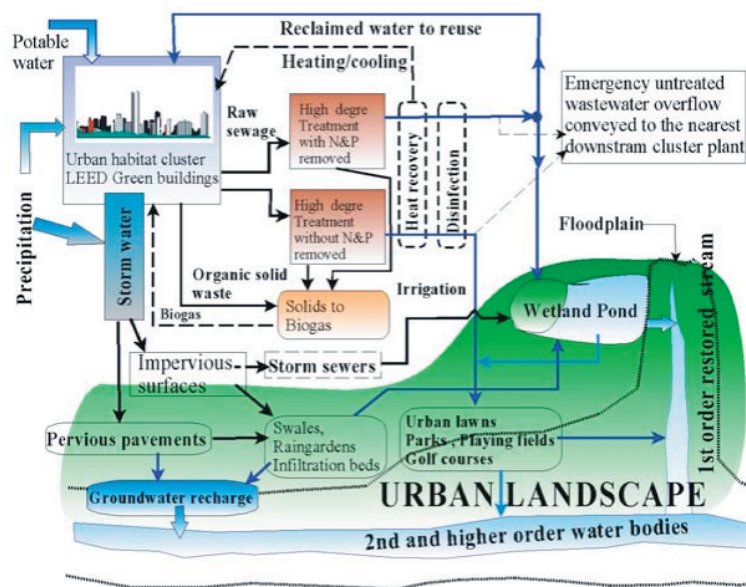 Potable
water
Reclaimed water to reuse
Heating/cooling
Raw
sewage
High degre
Treatment
with N&P
removed
Heat recovery
Disinfection
Emergency untreated
wastewater overflow
conveyed to the nearest
downstram cluster plant
Urban habitat cluster
LEED Green buildings
Precipitation
Storm water
High degre
Treatment
without N&P
removed
Floodplain
Organic solid
waste
Biogas
Solids to
Biogas
Irrigation
Wetland Pond
1st order restored stream
Impervious
surfaces
Storm sewers
Pervious pavements
Swales,
Raingardens
Infiltration beds
Urban lawns
Parks , Playing fields
Golf courses
Groundwater recharge
URBAN LANDSCAPE
2nd and higher order water bodies